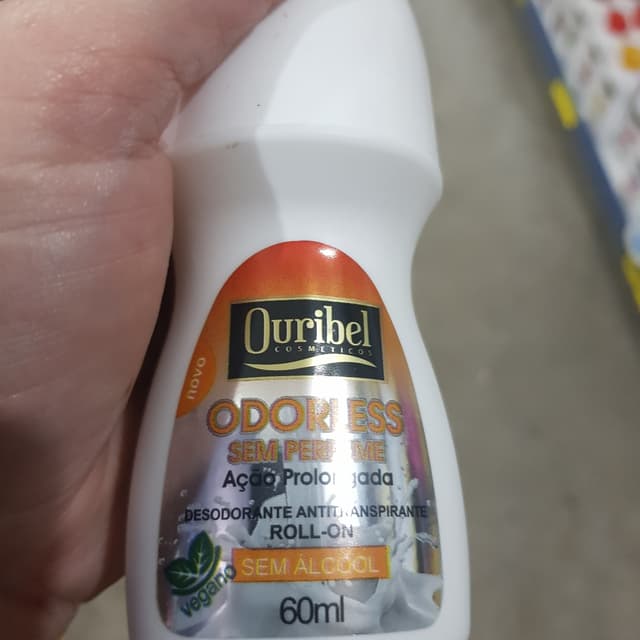 Ouribel
COSMÉTICOS
novo
ODORLESS
SEM PERFUME
Ação Prolongada
DESODORANTE ANTITRANSPIRANTE
ROLL-ON
SEM ÁLCOOL
vegano
60ml